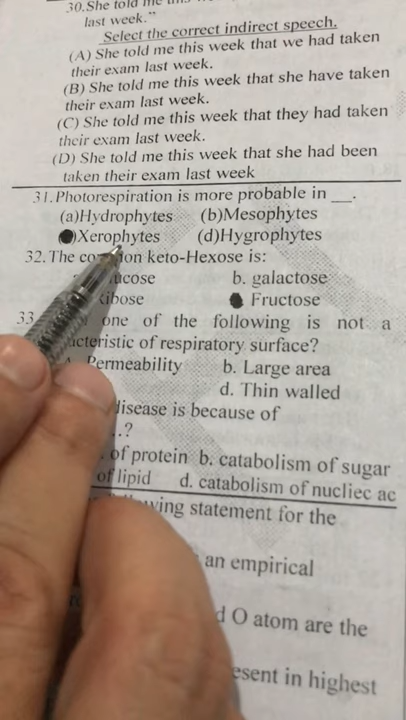 30.She told me this
last week."
Select the correct indirect speech.
(A) She told me this week that we had taken
their exam last week.
(B) She told me this week that she have taken
their exam last week.
(C) She told me this week that they had taken
their exam last week.
(D) She told me this week that she had been
taken their exam last week
31.Photorespiration is more probable in __.
(a)Hydrophytes (b)Mesophytes
)Xerophytes (d)Hygrophytes
32.The keto-Hexose is:
b. galactose
Fructose
33 one of the following is not a
of respiratory surface?
Permeability b. Large area
d. Thin walled
disease is because of
..?
of protein b. catabolism of sugar
of lipid d. catabolism of nucliec ac
statement for the
an empirical
O atom are the
in highest